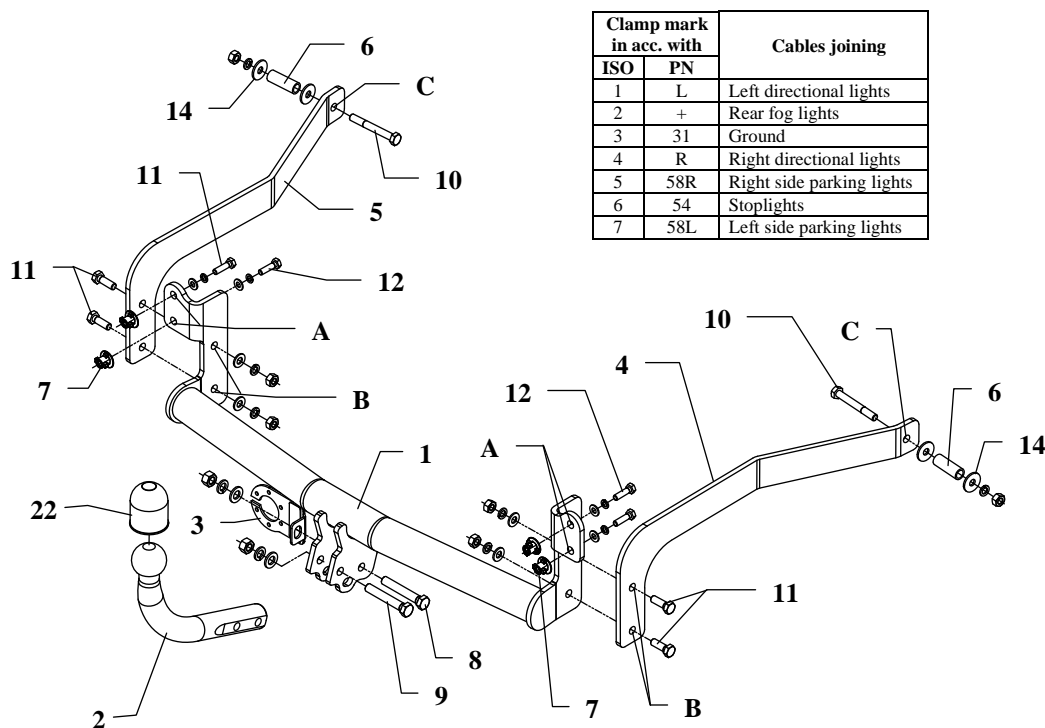 Clamp mark
in acc. with
Cables joining
ISO PN
1 L Left directional lights
2 + Rear fog lights
3 31 Ground
4 R Right directional lights
5 58R Right side parking lights
6 54 Stoplights
7 58L Left side parking lights
6
C
14
10
11
5
11
12
A
10
C
7
4
B
12
6
A
1
14
22
3
11
8
9
7
B
2